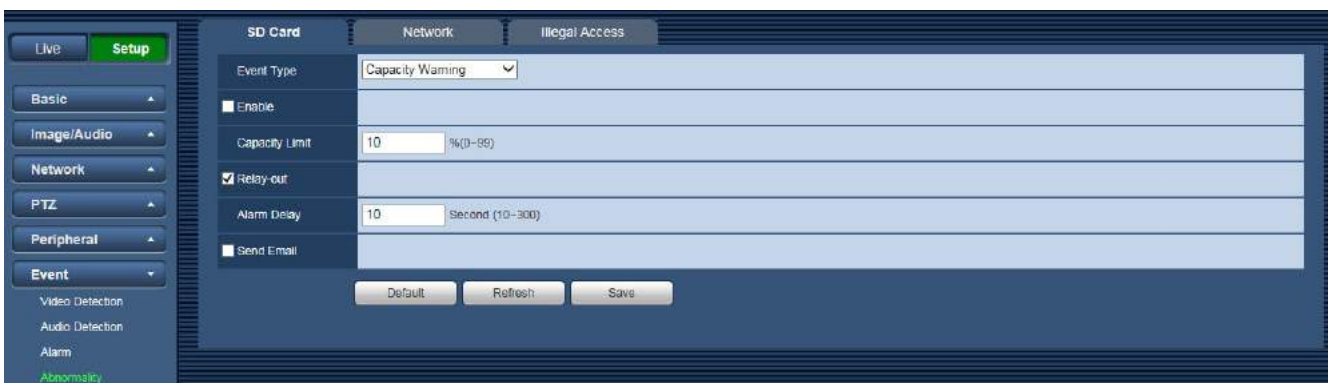 Live
Setup
Basic
Image/Audio
Network
PTZ
Peripheral
Event
Video Detection
Audio Detection
Alarm
Abnormality
SD Card Network Illegal Access
Event Type Capacity Warning
Enable
Capacity Limit 10 %(0~99)
Relay-out
Alarm Delay 10 Second (10~300)
Send Email
Default Refresh Save